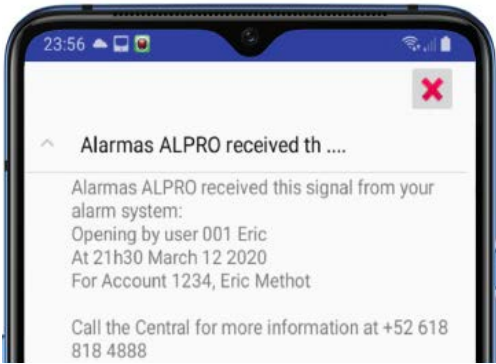 23:56
Alarmas ALPRO received th ....
Alarmas ALPRO received this signal from your
alarm system:
Opening by user 001 Eric
At 21h30 March 12 2020
For Account 1234, Eric Methot
Call the Central for more information at +52 618
818 4888